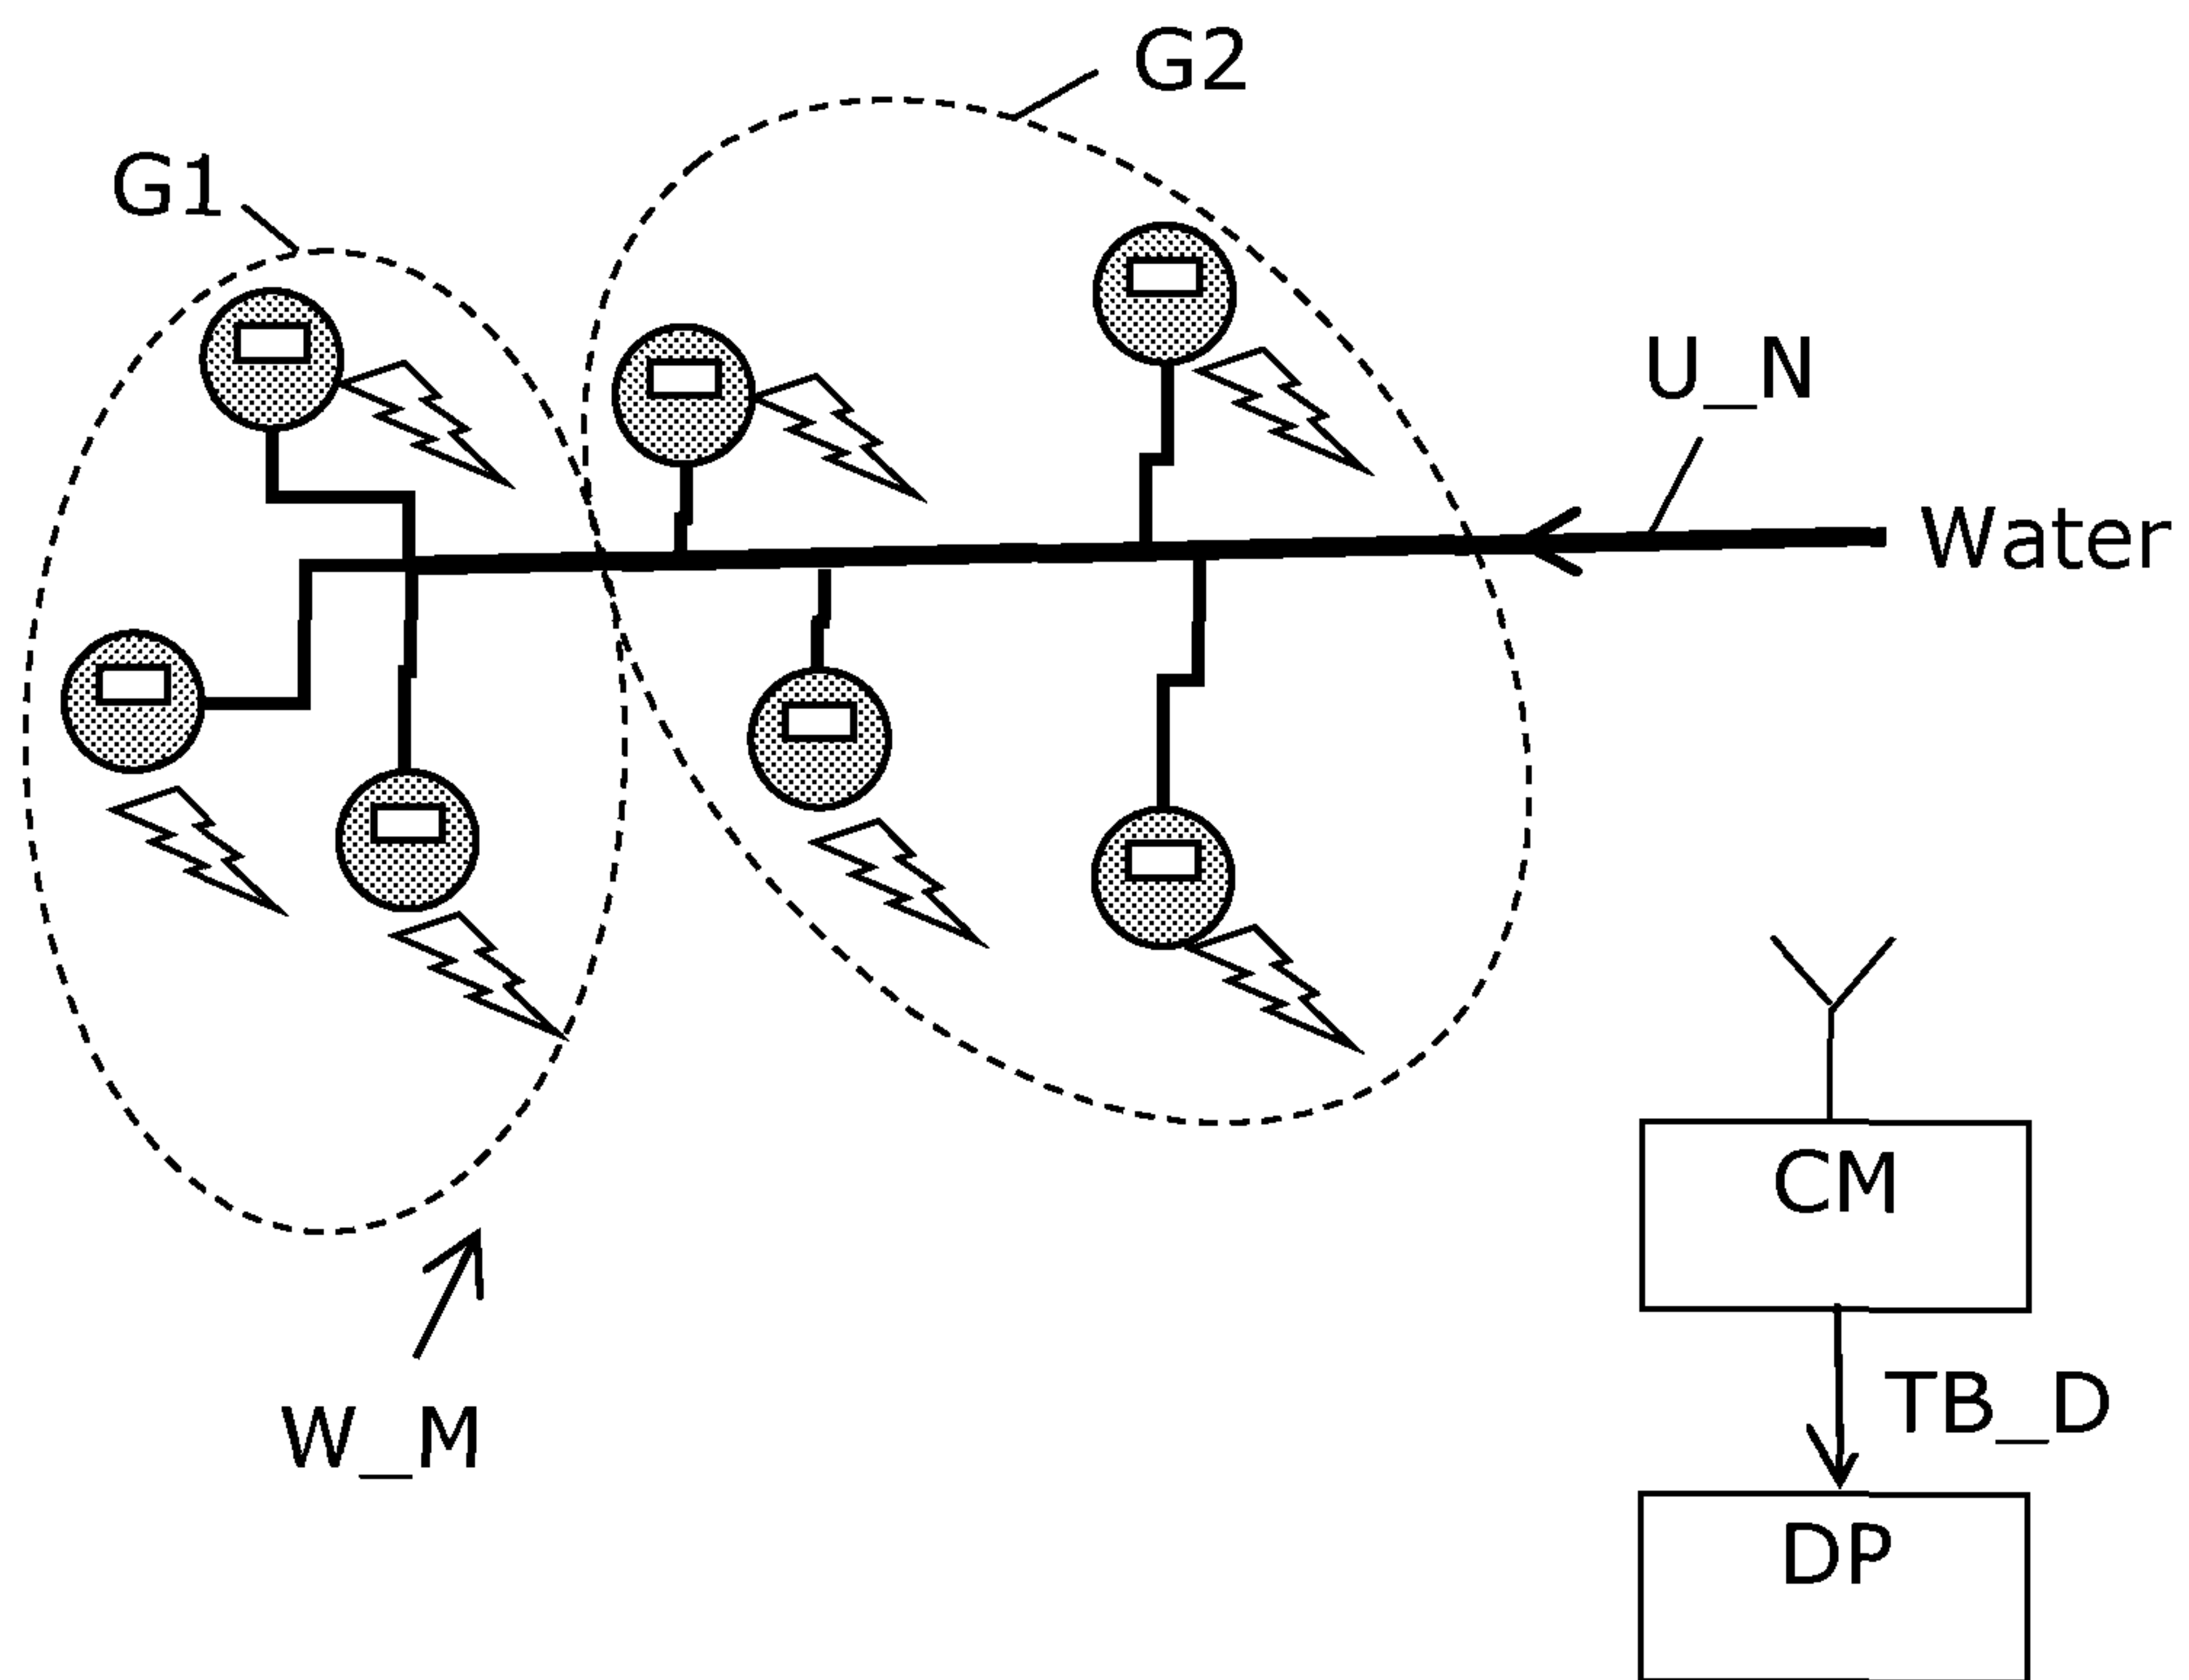 G2
G1
U_N
Water
CM
TB_D
W_M
DP